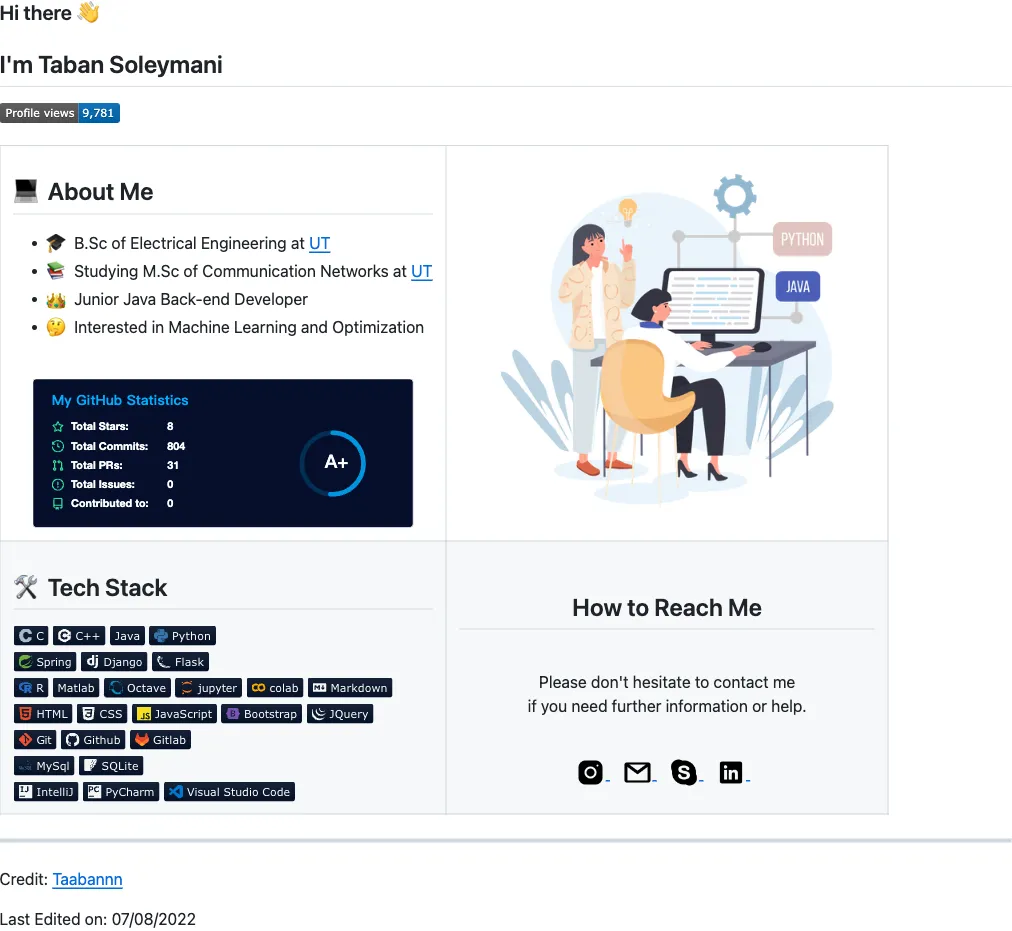 Hi there 👋
I'm Taban Soleymani
Profile views 9,781
💻 About Me
• 🎓 B.Sc of Electrical Engineering at UT
• 📚 Studying M.Sc of Communication Networks at UT
• 👑 Junior Java Back-end Developer
• 🤔 Interested in Machine Learning and Optimization
My GitHub Statistics
Total Stars: 8
Total Commits: 804
Total PRs: 31
Total Issues: 0
Contributed to: 0
A+
PYTHON
JAVA
🛠 Tech Stack
C C++ Java Python
Spring dj Django Flask
R Matlab Octave jupyter colab Markdown
HTML CSS JS JavaScript B Bootstrap JQuery
Git Github Gitlab
MySql SQLite
IJ IntelliJ PC PyCharm Visual Studio Code
How to Reach Me
Please don't hesitate to contact me
if you need further information or help.
Credit: Taabannn
Last Edited on: 07/08/2022